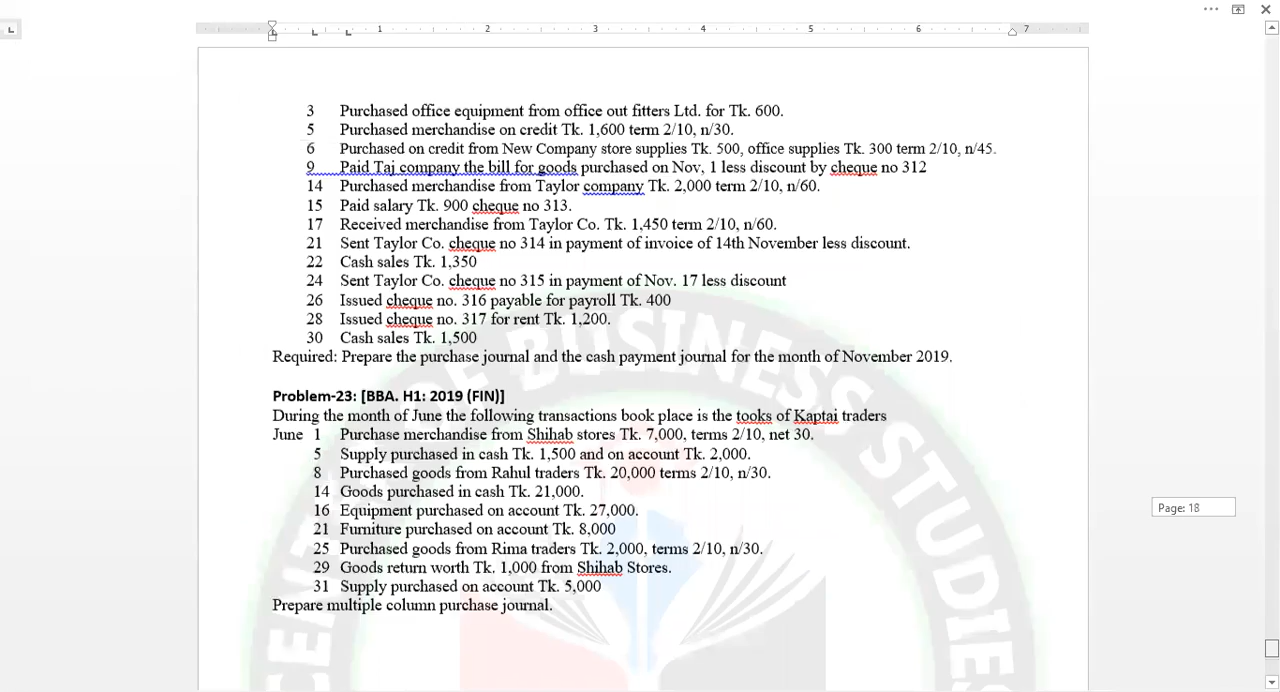 1 2 3 4 5 6 7
3 Purchased office equipment from office out fitters Ltd. for Tk. 600.
5 Purchased merchandise on credit Tk. 1,600 term 2/10, n/30.
6 Purchased on credit from New Company store supplies Tk. 500, office supplies Tk. 300 term 2/10, n/45.
9 Paid Taj company the bill for goods purchased on Nov, 1 less discount by cheque no 312
14 Purchased merchandise from Taylor company Tk. 2,000 term 2/10, n/60.
15 Paid salary Tk. 900 cheque no 313.
17 Received merchandise from Taylor Co. Tk. 1,450 term 2/10, n/60.
21 Sent Taylor Co. cheque no 314 in payment of invoice of 14th November less discount.
22 Cash sales Tk. 1,350
24 Sent Taylor Co. cheque no 315 in payment of Nov. 17 less discount
26 Issued cheque no. 316 payable for payroll Tk. 400
28 Issued cheque no. 317 for rent Tk. 1,200.
30 Cash sales Tk. 1,500
Required: Prepare the purchase journal and the cash payment journal for the month of November 2019.
Problem-23: [BBA. H1: 2019 (FIN)]
During the month of June the following transactions book place is the tooks of Kaptai traders
June 1 Purchase merchandise from Shihab stores Tk. 7,000, terms 2/10, net 30.
5 Supply purchased in cash Tk. 1,500 and on account Tk. 2,000.
8 Purchased goods from Rahul traders Tk. 20,000 terms 2/10, n/30.
14 Goods purchased in cash Tk. 21,000.
16 Equipment purchased on account Tk. 27,000.
21 Furniture purchased on account Tk. 8,000
25 Purchased goods from Rima traders Tk. 2,000, terms 2/10, n/30.
29 Goods return worth Tk. 1,000 from Shihab Stores.
31 Supply purchased on account Tk. 5,000
Prepare multiple column purchase journal.
Page: 18
CENTRE OF BUSINESS STUDIES